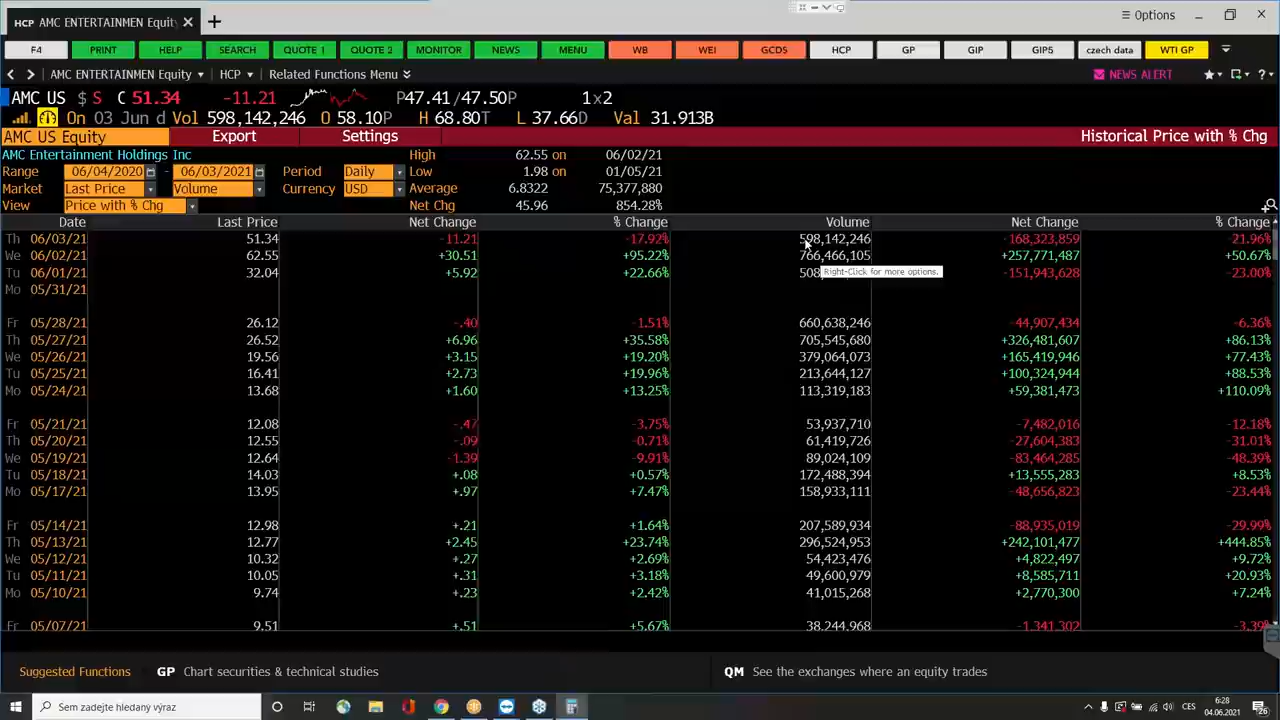 HCP AMC ENTERTAINMEN Equity × +
Options
F4 PRINT HELP SEARCH QUOTE 1 QUOTE 2 MONITOR NEWS MENU WB WEI GCDS HCP GP GIP GIP5 czech data WTI GP
AMC ENTERTAINMEN Equity HCP Related Functions Menu NEWS ALERT
AMC US $ S C 51.34 -11.21 P47.41/47.50P 1x2
On 03 Jun d Vol 598,142,246 O 58.10P H 68.80T L 37.66D Val 31.913B
AMC US Equity Export Settings Historical Price with % Chg
AMC Entertainment Holdings Inc High 62.55 on 06/02/21
Range 06/04/2020 - 06/03/2021 Period Daily Low 1.98 on 01/05/21
Market Last Price Volume Currency USD Average 6.8322 75,377,880
View Price with % Chg Net Chg 45.96 854.28%
Date Last Price Net Change % Change Volume Net Change % Change
Th 06/03/21 51.34 -11.21 -17.92% 598,142,246 -168,323,859 -21.96%
We 06/02/21 62.55 +30.51 +95.22% 766,466,105 +257,771,487 +50.67%
Tu 06/01/21 32.04 +5.92 +22.66% 508 Right-Click for more options. -151,943,628 -23.00%
Mo 05/31/21
Fr 05/28/21 26.12 -.40 -1.51% 660,638,246 -44,907,434 -6.36%
Th 05/27/21 26.52 +6.96 +35.58% 705,545,680 +326,481,607 +86.13%
We 05/26/21 19.56 +3.15 +19.20% 379,064,073 +165,419,946 +77.43%
Tu 05/25/21 16.41 +2.73 +19.96% 213,644,127 +100,324,944 +88.53%
Mo 05/24/21 13.68 +1.60 +13.25% 113,319,183 +59,381,473 +110.09%
Fr 05/21/21 12.08 -.47 -3.75% 53,937,710 -7,482,016 -12.18%
Th 05/20/21 12.55 -.09 -0.71% 61,419,726 -27,604,383 -31.01%
We 05/19/21 12.64 -1.39 -9.91% 89,024,109 -83,464,285 -48.39%
Tu 05/18/21 14.03 +.08 +0.57% 172,488,394 +13,555,283 +8.53%
Mo 05/17/21 13.95 +.97 +7.47% 158,933,111 -48,656,823 -23.44%
Fr 05/14/21 12.98 +.21 +1.64% 207,589,934 -88,935,019 -29.99%
Th 05/13/21 12.77 +2.45 +23.74% 296,524,953 +242,101,477 +444.85%
We 05/12/21 10.32 +.27 +2.69% 54,423,476 +4,822,497 +9.72%
Tu 05/11/21 10.05 +.31 +3.18% 49,600,979 +8,585,711 +20.93%
Mo 05/10/21 9.74 +.23 +2.42% 41,015,268 +2,770,300 +7.24%
Fr 05/07/21 9.51 +.51 +5.67% 38,244,968 -1,341,302 -3.39%
Suggested Functions GP Chart securities & technical studies QM See the exchanges where an equity trades
Sem zadejte hledaný výraz CES 6:28
04.06.2021 26